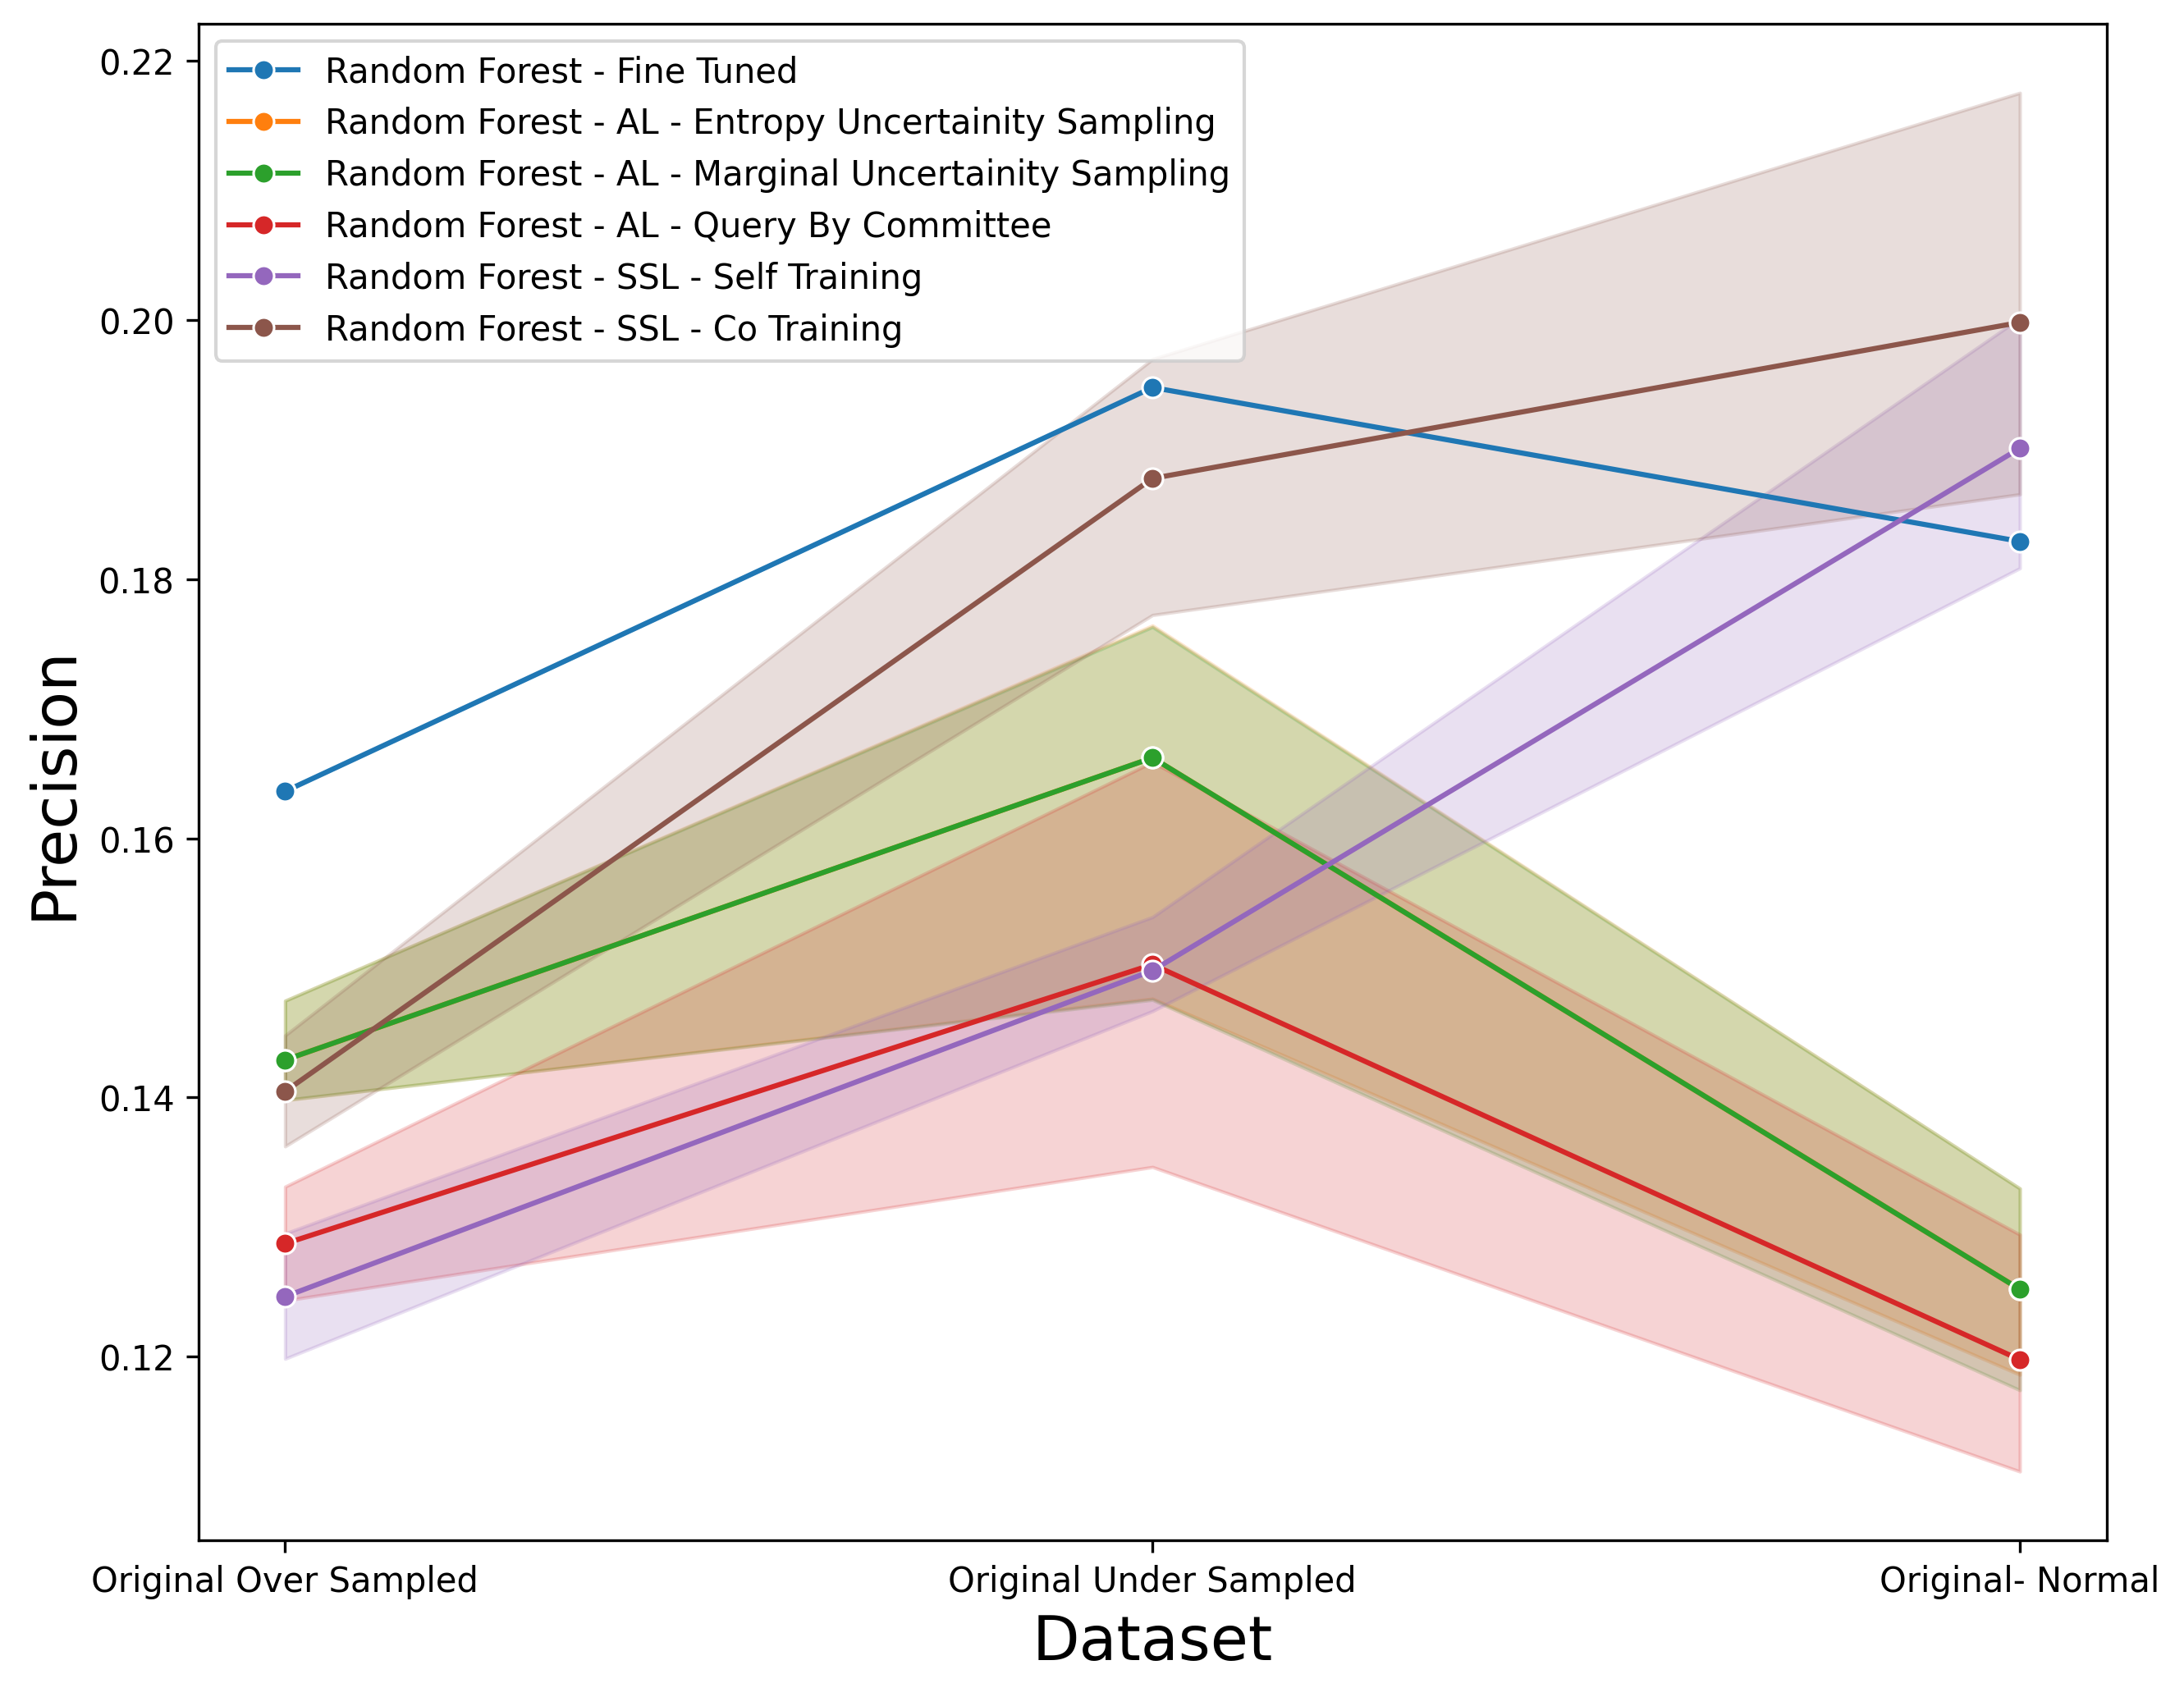 0.22
0.20
0.18
0.16
0.14
0.12
Precision
Random Forest - Fine Tuned
Random Forest - AL - Entropy Uncertainity Sampling
Random Forest - AL - Marginal Uncertainity Sampling
Random Forest - AL - Query By Committee
Random Forest - SSL - Self Training
Random Forest - SSL - Co Training
Original Over Sampled
Original Under Sampled
Original- Normal
Dataset